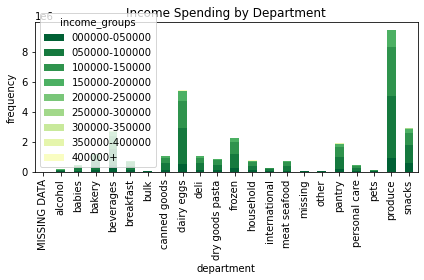 Income Spending by Department
1e6
income_groups
000000-050000
050000-100000
100000-150000
150000-200000
200000-250000
250000-300000
300000-350000
350000-400000
400000+
frequency
8
6
4
2
0
MISSING DATA
alcohol
babies
bakery
beverages
breakfast
bulk
canned goods
dairy eggs
deli
dry goods pasta
frozen
household
international
meat seafood
missing
other
pantry
personal care
pets
produce
snacks
department